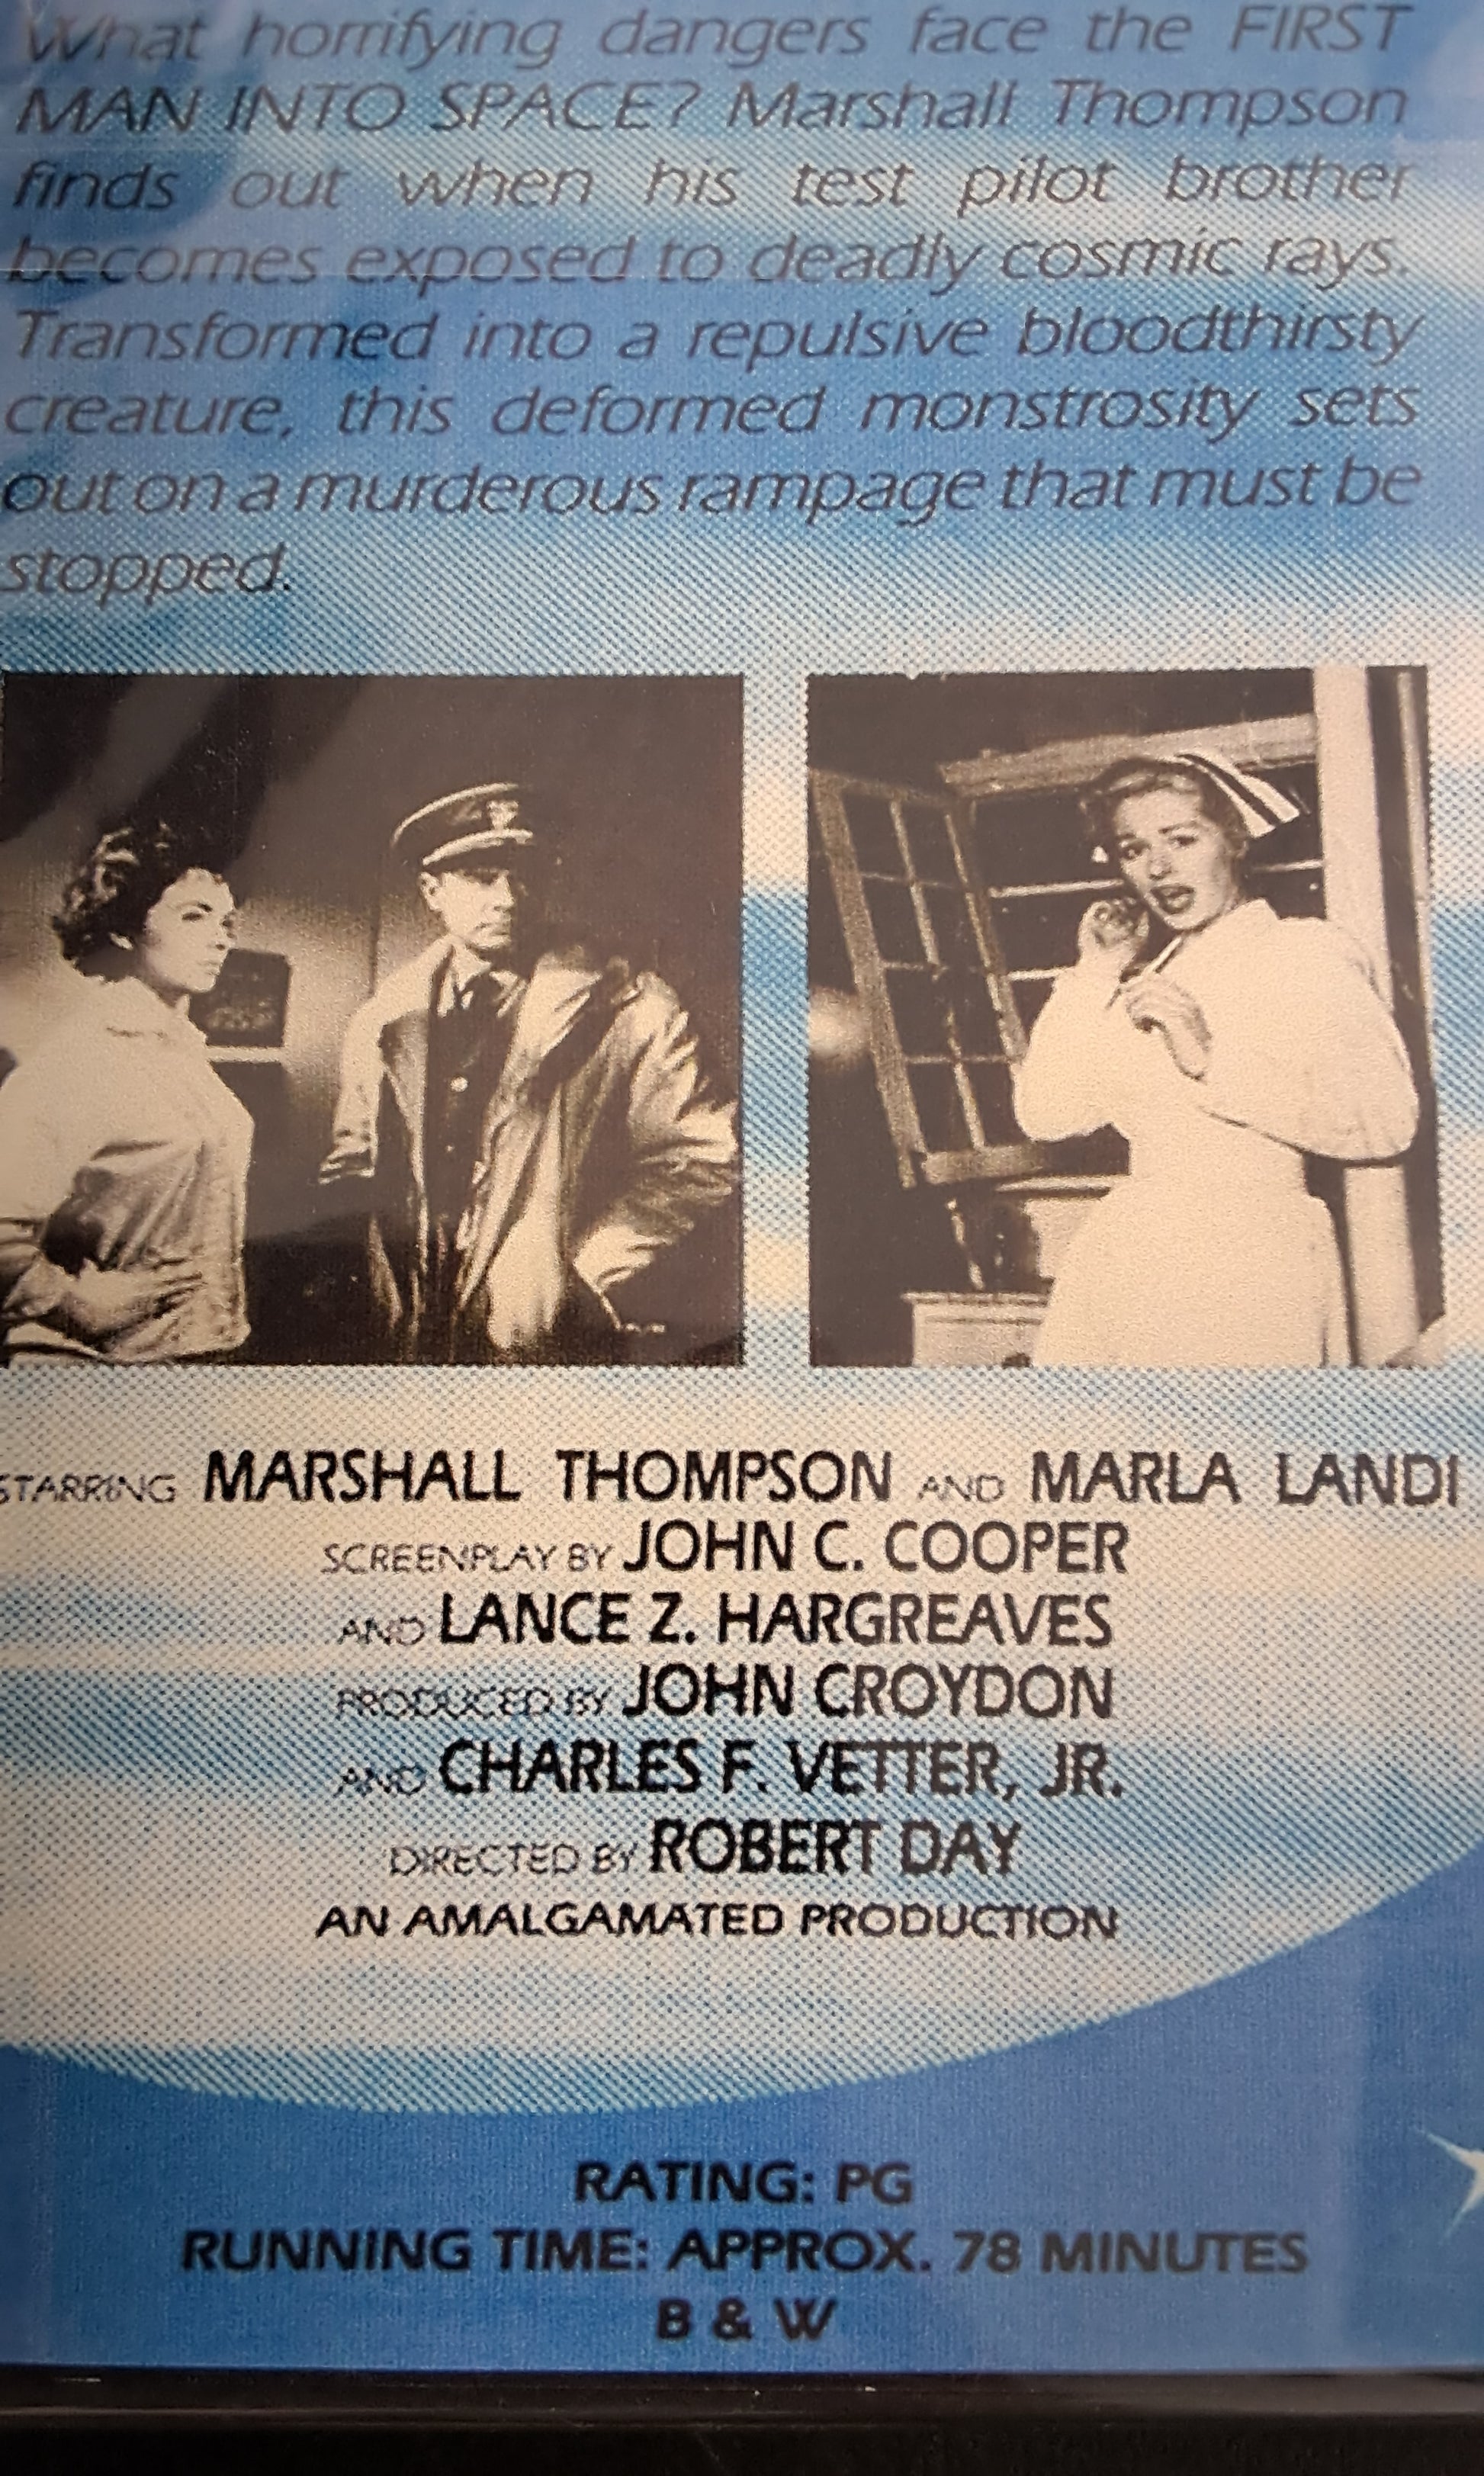 What horrifying dangers face the FIRST
MAN INTO SPACE? Marshall Thompson
finds out when his test pilot brother
becomes exposed to deadly cosmic rays.
Transformed into a repulsive bloodthirsty
creature, this deformed monstrosity sets
out on a murderous rampage that must be
stopped.
STARRING MARSHALL THOMPSON AND MARLA LANDI
SCREENPLAY BY JOHN C. COOPER
AND LANCE Z. HARGREAVES
PRODUCED BY JOHN CROYDON
AND CHARLES F. VETTER, JR.
DIRECTED BY ROBERT DAY
AN AMALGAMATED PRODUCTION
RATING: PG
RUNNING TIME: APPROX. 78 MINUTES
B & W